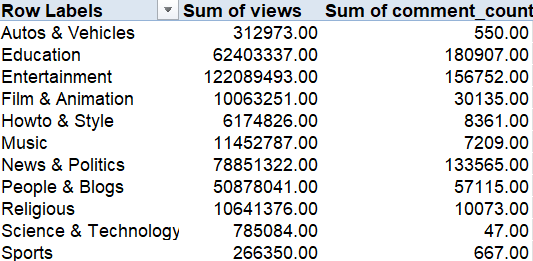 Row Labels Sum of views Sum of comment_count
Autos & Vehicles 312973.00 550.00
Education 62403337.00 180907.00
Entertainment 122089493.00 156752.00
Film & Animation 10063251.00 30135.00
Howto & Style 6174826.00 8361.00
Music 11452787.00 7209.00
News & Politics 78851322.00 133565.00
People & Blogs 50878041.00 57115.00
Religious 10641376.00 10073.00
Science & Technology 785084.00 47.00
Sports 266350.00 667.00